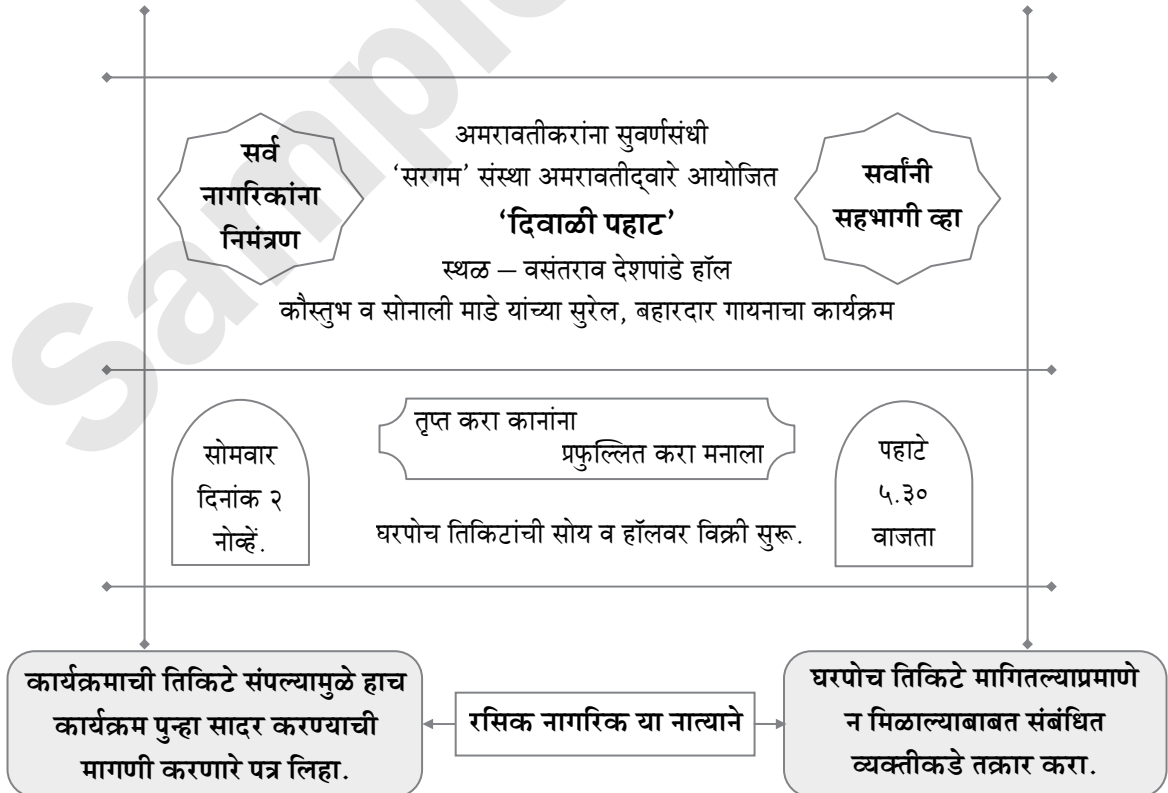 सर्व
नागरिकांना
निमंत्रण
अमरावतीकरांना सुवर्णसंधी
‘सरगम’ संस्था अमरावतीद्‌वारे आयोजित
‘दिवाळी पहाट’
स्थळ – वसंतराव देशपांडे हॉल
कौस्तुभ व सोनाली माडे यांच्या सुरेल, बहारदार गायनाचा कार्यक्रम
सर्वांनी
सहभागी व्हा
सोमवार
दिनांक २
नोव्हें.
तृप्त करा कानांना
प्रफुल्लित करा मनाला
घरपोच तिकिटांची सोय व हॉलवर विक्री सुरू.
पहाटे
५.३०
वाजता
कार्यक्रमाची तिकिटे संपल्यामुळे हाच
कार्यक्रम पुन्हा सादर करण्याची
मागणी करणारे पत्र लिहा.
रसिक नागरिक या नात्याने
घरपोच तिकिटे मागितल्याप्रमाणे
न मिळाल्याबाबत संबंधित
व्यक्तीकडे तक्रार करा.
Sample